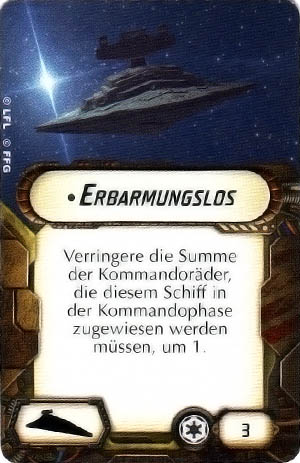 © LFL © FFG
• ERBARMUNGSLOS
Verringere die Summe
der Kommandoräder,
die diesem Schiff in
der Kommandophase
zugewiesen werden
müssen, um 1.
3